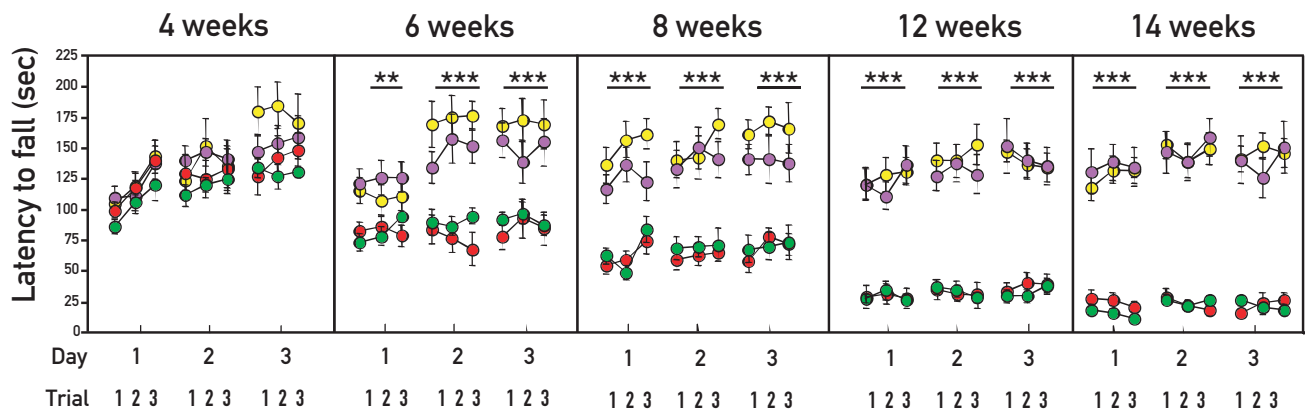 4 weeks 6 weeks 8 weeks 12 weeks 14 weeks
Latency to fall (sec)
225
200
175
150
125
100
75
50
25
0
** *** *** *** *** *** *** *** *** *** *** ***
Day 1 2 3 1 2 3 1 2 3 1 2 3 1 2 3
Trial 1 2 3 1 2 3 1 2 3 1 2 3 1 2 3 1 2 3 1 2 3 1 2 3 1 2 3 1 2 3 1 2 3 1 2 3 1 2 3 1 2 3 1 2 3